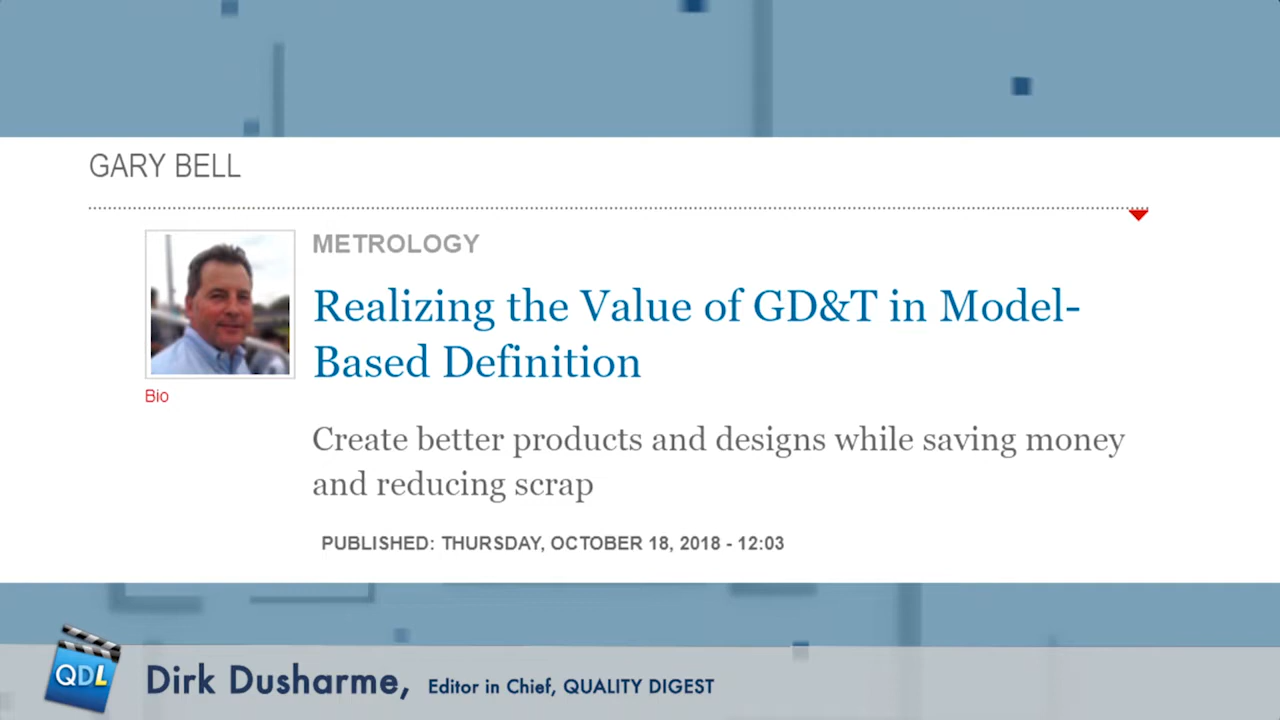 GARY BELL
METROLOGY
Realizing the Value of GD&T in Model-
Based Definition
Bio
Create better products and designs while saving money
and reducing scrap
PUBLISHED: THURSDAY, OCTOBER 18, 2018 - 12:03
QDL
Dirk Dusharme, Editor in Chief, QUALITY DIGEST